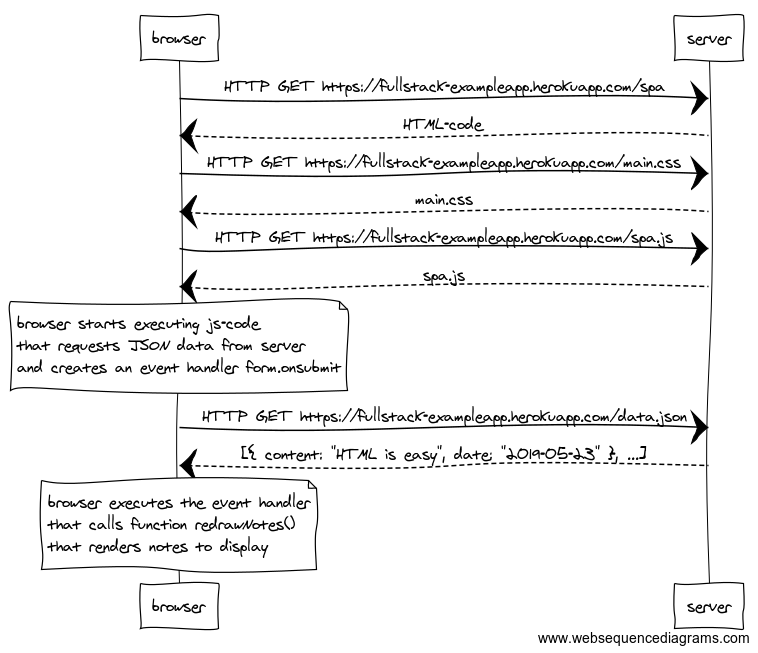 browser
server
HTTP GET https://fullstack-exampleapp.herokuapp.com/spa
HTML-code
HTTP GET https://fullstack-exampleapp.herokuapp.com/main.css
main.css
HTTP GET https://fullstack-exampleapp.herokuapp.com/spa.js
spa.js
browser starts executing js-code
that requests JSON data from server
and creates an event handler form.onsubmit
HTTP GET https://fullstack-exampleapp.herokuapp.com/data.json
[{ content: "HTML is easy", date: "2019-05-23" }, ...]
browser executes the event handler
that calls function redrawNotes()
that renders notes to display
browser
server
www.websequencediagrams.com